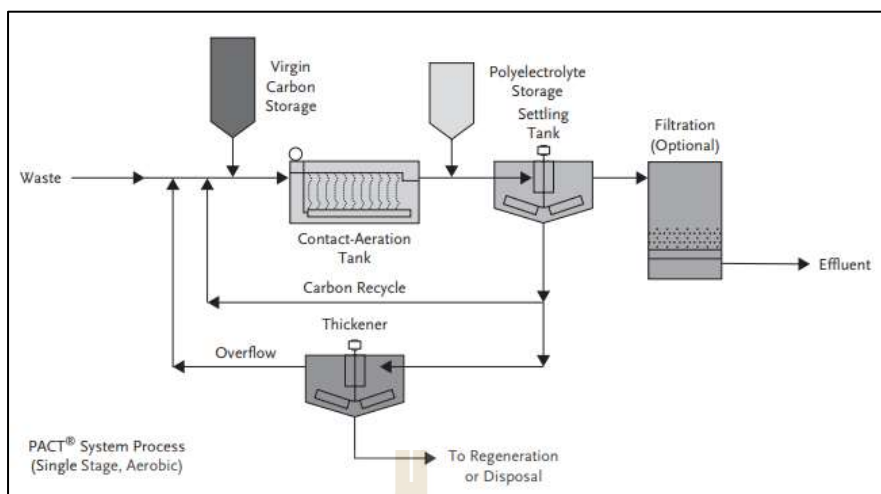 Virgin
Carbon
Storage
Polyelectrolyte
Storage
Settling
Tank
Filtration
(Optional)
Waste
Contact-Aeration
Tank
Effluent
Carbon Recycle
Thickener
Overflow
PACT® System Process
(Single Stage, Aerobic)
To Regeneration
or Disposal